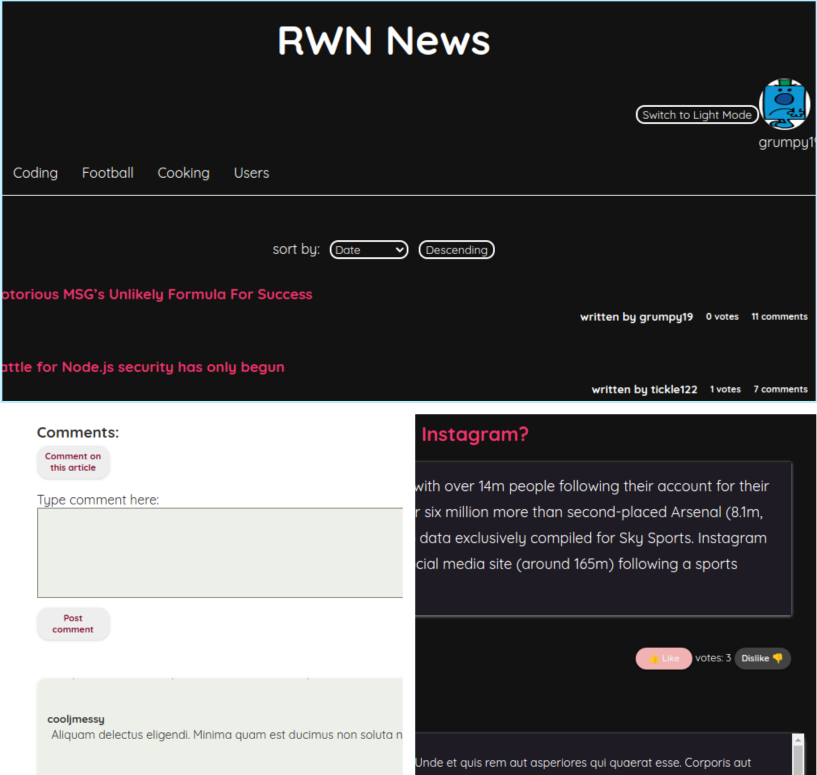 RWN News
Switch to Light Mode
grumpy1
Coding Football Cooking Users
sort by: Date Descending
otorious MSG's Unlikely Formula For Success
written by grumpy19 0 votes 11 comments
attle for Node.js security has only begun
written by tickle122 1 votes 7 comments
Comments:
Comment on
this article
Type comment here:
Post
comment
cooljmessy
Aliquam delectus eligendi. Minima quam est ducimus non soluta n
Instagram?
with over 14m people following their account for their
r six million more than second-placed Arsenal (8.1m,
data exclusively compiled for Sky Sports. Instagram
cial media site (around 165m) following a sports
👍 Like votes: 3 Dislike 👎
Unde et quis rem aut asperiores qui quaerat esse. Corporis aut